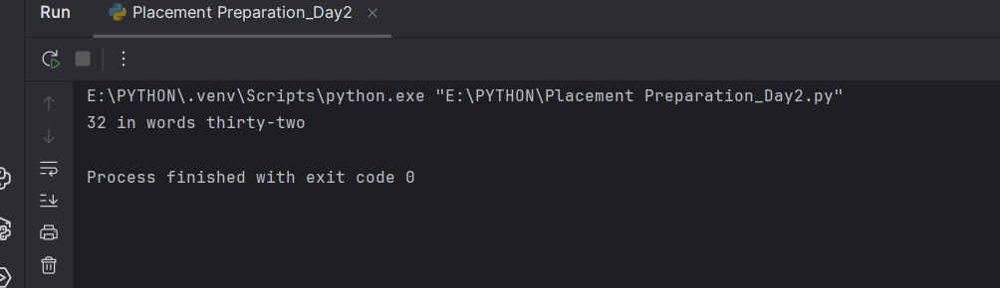 Run Placement Preparation_Day2
E:\PYTHON\.venv\Scripts\python.exe "E:\PYTHON\Placement Preparation_Day2.py"
32 in words thirty-two
Process finished with exit code 0